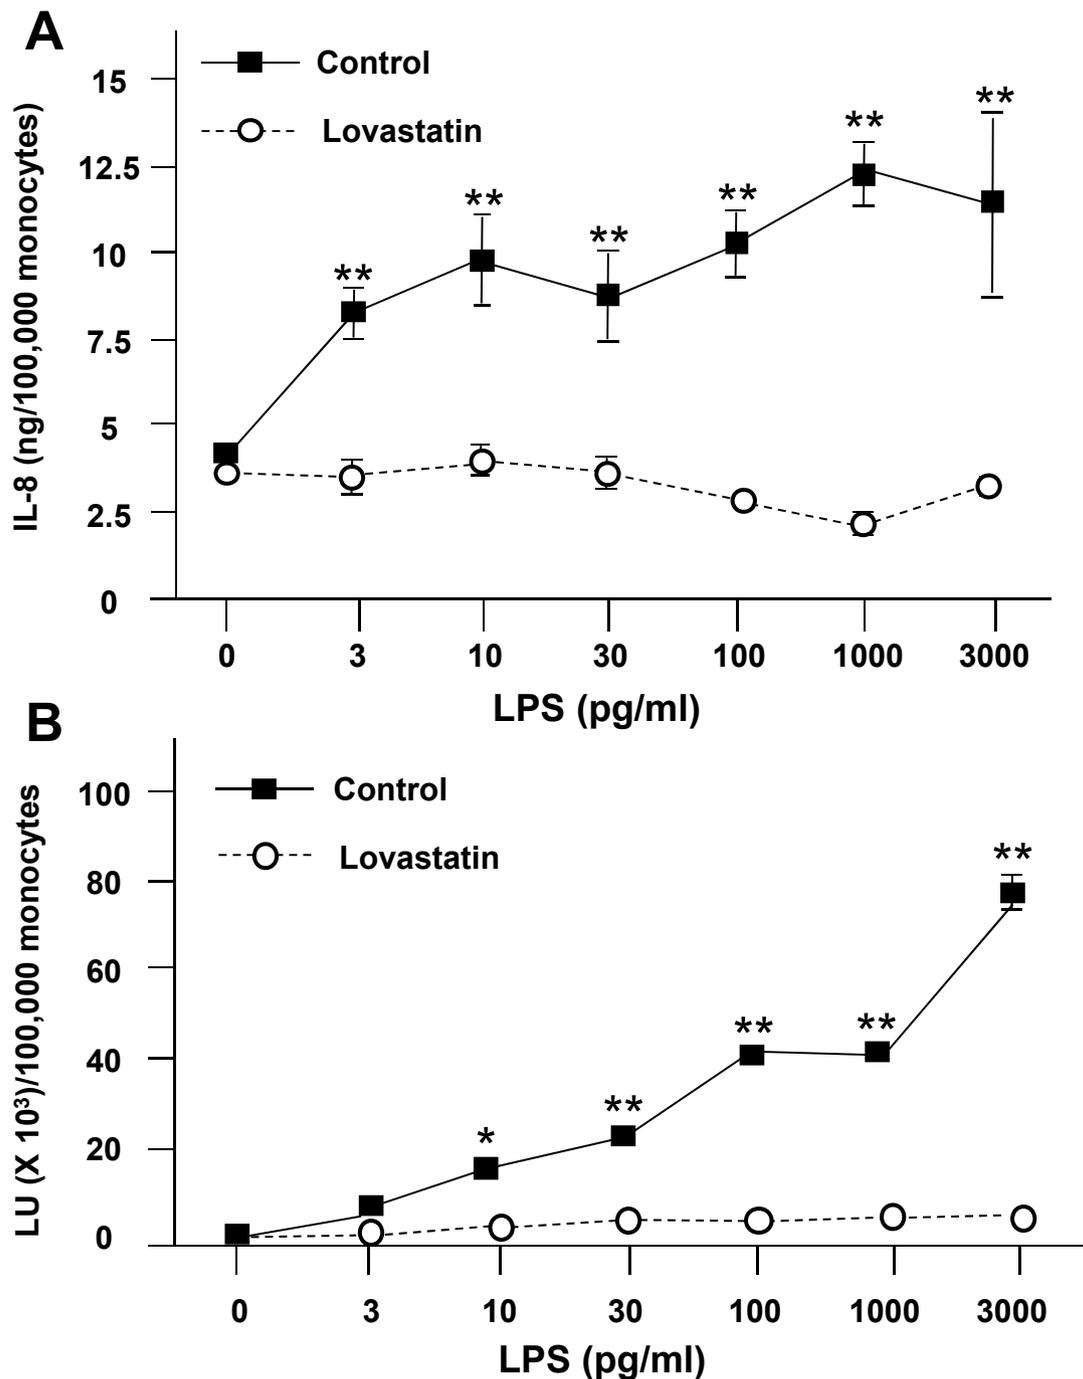 A
IL-8 (ng/100,000 monocytes)
15
12.5
10
7.5
5
2.5
0
Control
Lovastatin
**
**
**
**
**
**
0 3 10 30 100 1000 3000
LPS (pg/ml)
B
LU (X 10³)/100,000 monocytes
100
80
60
40
20
0
Control
Lovastatin
*
**
**
**
**
0 3 10 30 100 1000 3000
LPS (pg/ml)